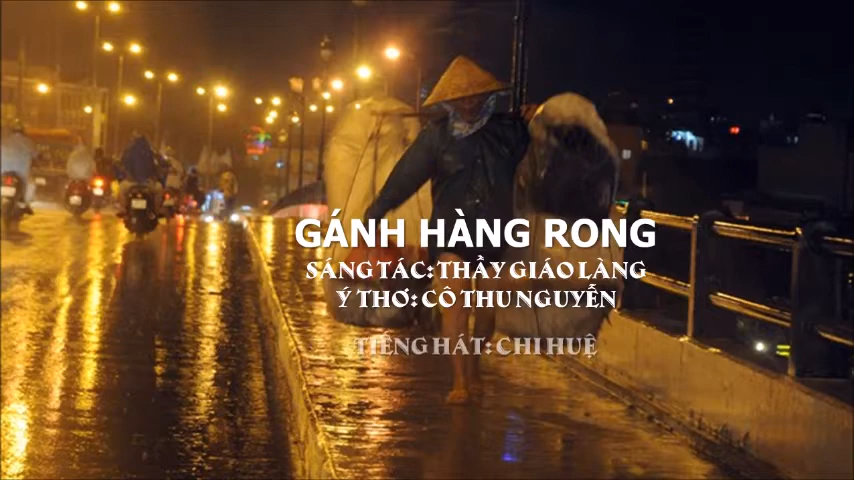 GÁNH HÀNG RONG
SÁNG TÁC: THẦY GIÁO LÀNG
Ý THƠ: CÔ THU NGUYỄN
TIẾNG HÁT: CHI HUỆ